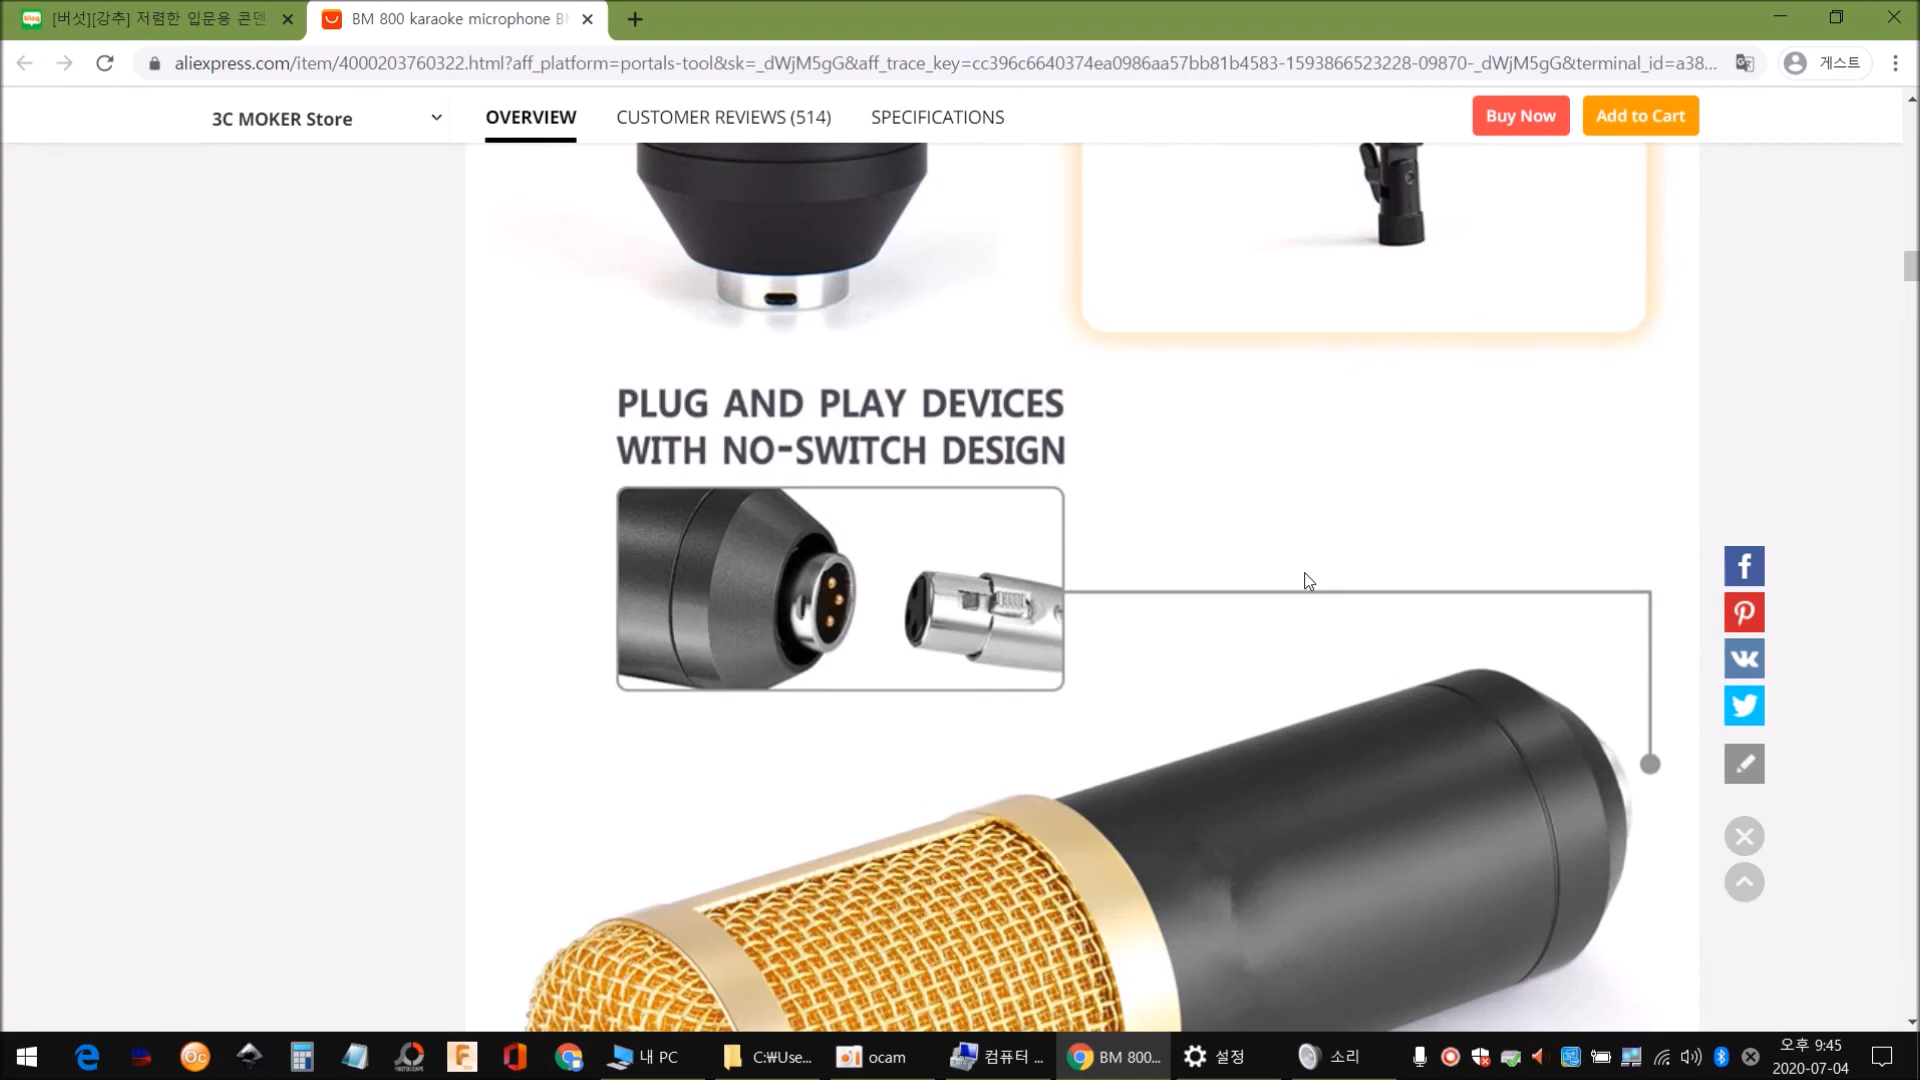 [버섯][강추] 저렴한 입문용 콘덴
BM 800 karaoke microphone BM
aliexpress.com/item/4000203760322.html?aff_platform=portals-tool&sk=_dWjM5gG&aff_trace_key=cc396c6640374ea0986aa57bb81b4583-1593866523228-09870-_dWjM5gG&terminal_id=a38...
게스트
3C MOKER Store
OVERVIEW
CUSTOMER REVIEWS (514)
SPECIFICATIONS
Buy Now
Add to Cart
PLUG AND PLAY DEVICES
WITH NO-SWITCH DESIGN
내 PC
C:₩Use...
ocam
컴퓨터 ...
BM 800...
설정
소리
오후 9:45
2020-07-04